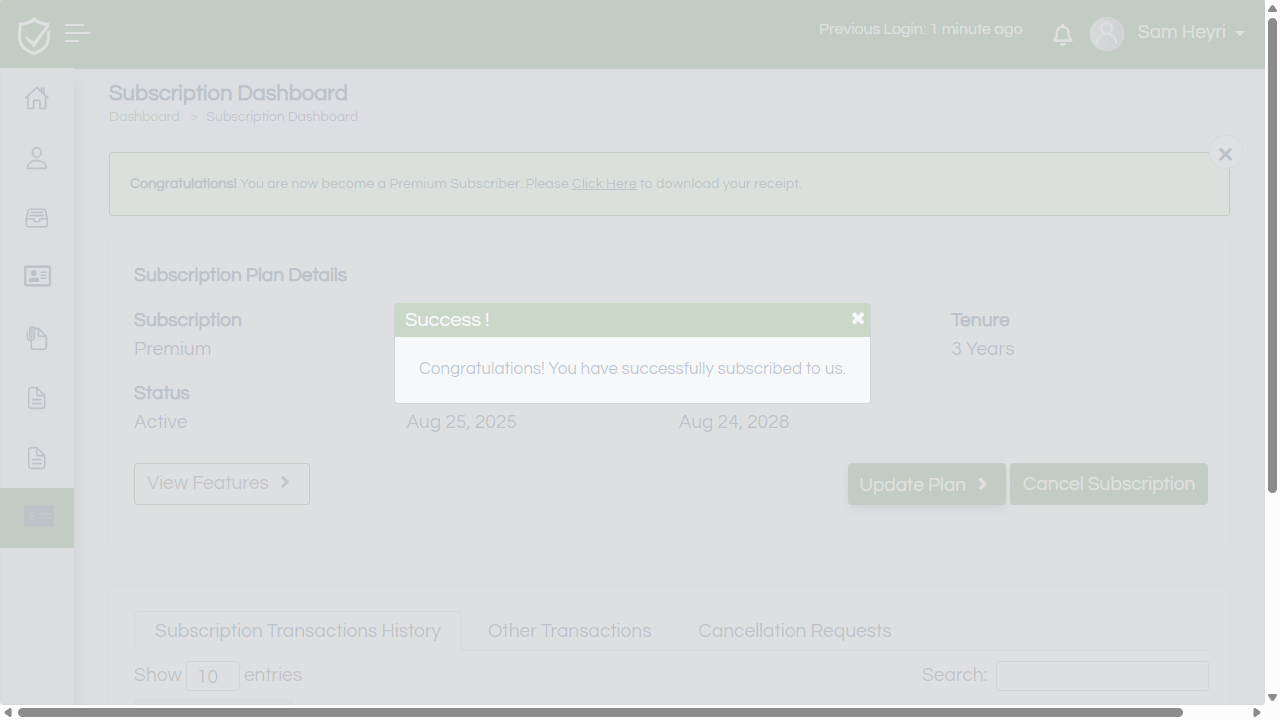 Previous Login: 1 minute ago
Sam Heyri
Subscription Dashboard
Dashboard > Subscription Dashboard
Congratulations! You are now become a Premium Subscriber. Please Click Here to download your receipt.
Subscription Plan Details
Subscription
Tenure
Premium
3 Years
Success !
Congratulations! You have successfully subscribed to us.
Status
Active
Aug 25, 2025
Aug 24, 2028
View Features
Update Plan
Cancel Subscription
Subscription Transactions History
Other Transactions
Cancellation Requests
Show 10 entries
Search: